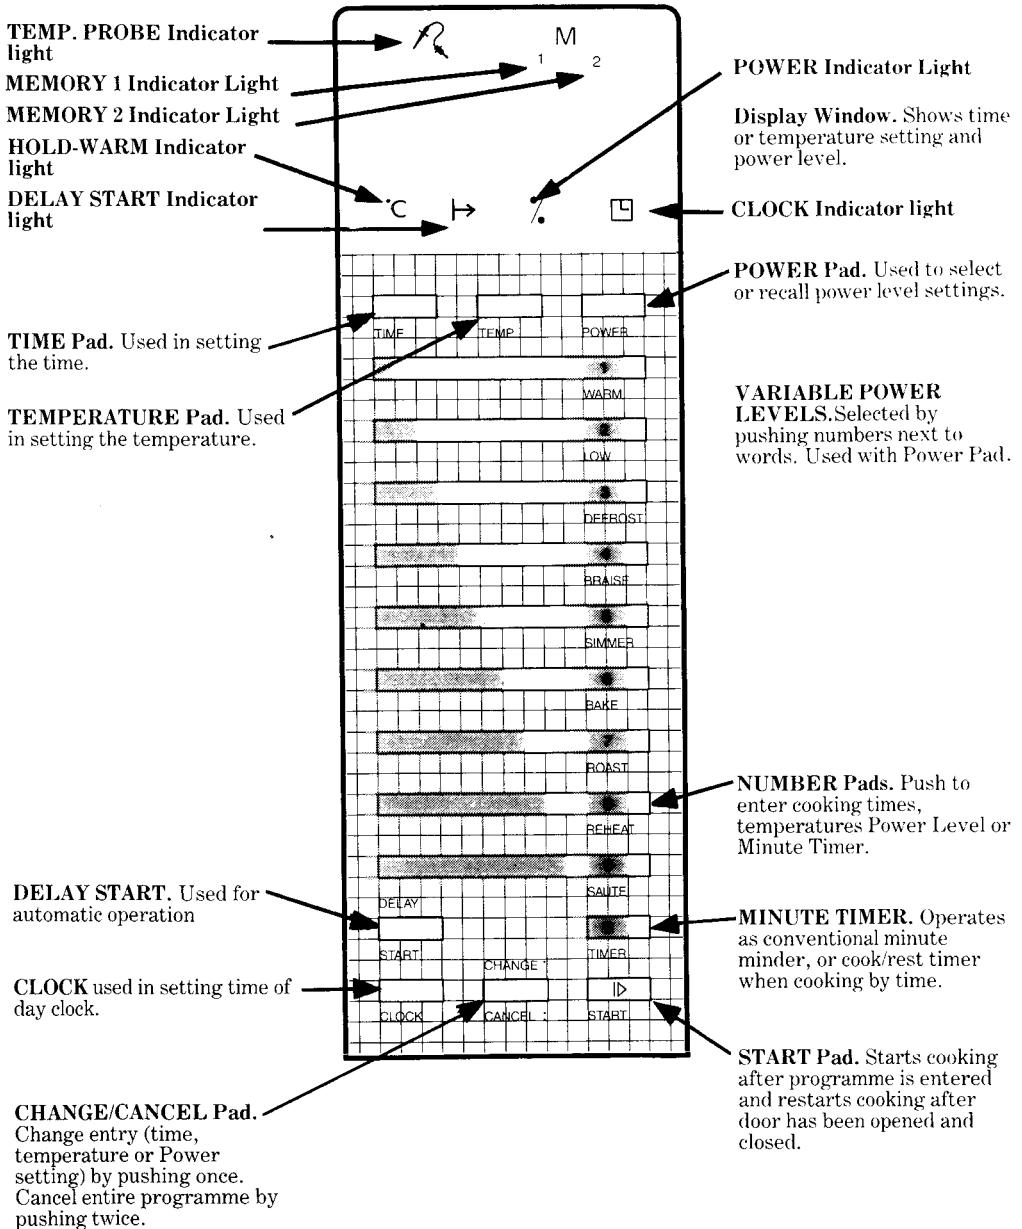 TEMP. PROBE Indicator
light
MEMORY 1 Indicator Light
MEMORY 2 Indicator Light
HOLD-WARM Indicator
light
DELAY START Indicator
light
M
1
2
°C
POWER Indicator Light
Display Window. Shows time
or temperature setting and
power level.
CLOCK Indicator light
POWER Pad. Used to select
or recall power level settings.
TIME Pad. Used in setting
the time.
TEMPERATURE Pad. Used
in setting the temperature.
VARIABLE POWER
LEVELS.Selected by
pushing numbers next to
words. Used with Power Pad.
TIME
TEMP
POWER
WARM
LOW
DEFROST
BRAISE
SIMMER
BAKE
ROAST
REHEAT
SAUTE
NUMBER Pads. Push to
enter cooking times,
temperatures Power Level or
Minute Timer.
DELAY START. Used for
automatic operation
DELAY
START
CHANGE :
TIMER
CLOCK
CANCEL :
START
MINUTE TIMER. Operates
as conventional minute
minder, or cook/rest timer
when cooking by time.
CLOCK used in setting time of
day clock.
START Pad. Starts cooking
after programme is entered
and restarts cooking after
door has been opened and
closed.
CHANGE/CANCEL Pad.
Change entry (time,
temperature or Power
setting) by pushing once.
Cancel entire programme by
pushing twice.